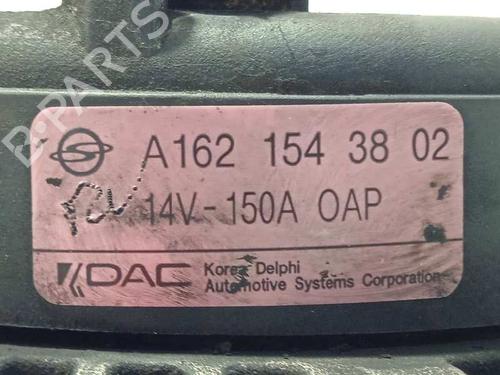 B-PARTS
A162 154 38 02
14V-150A OAP
KDAC Korea Delphi
Automotive Systems Corporation